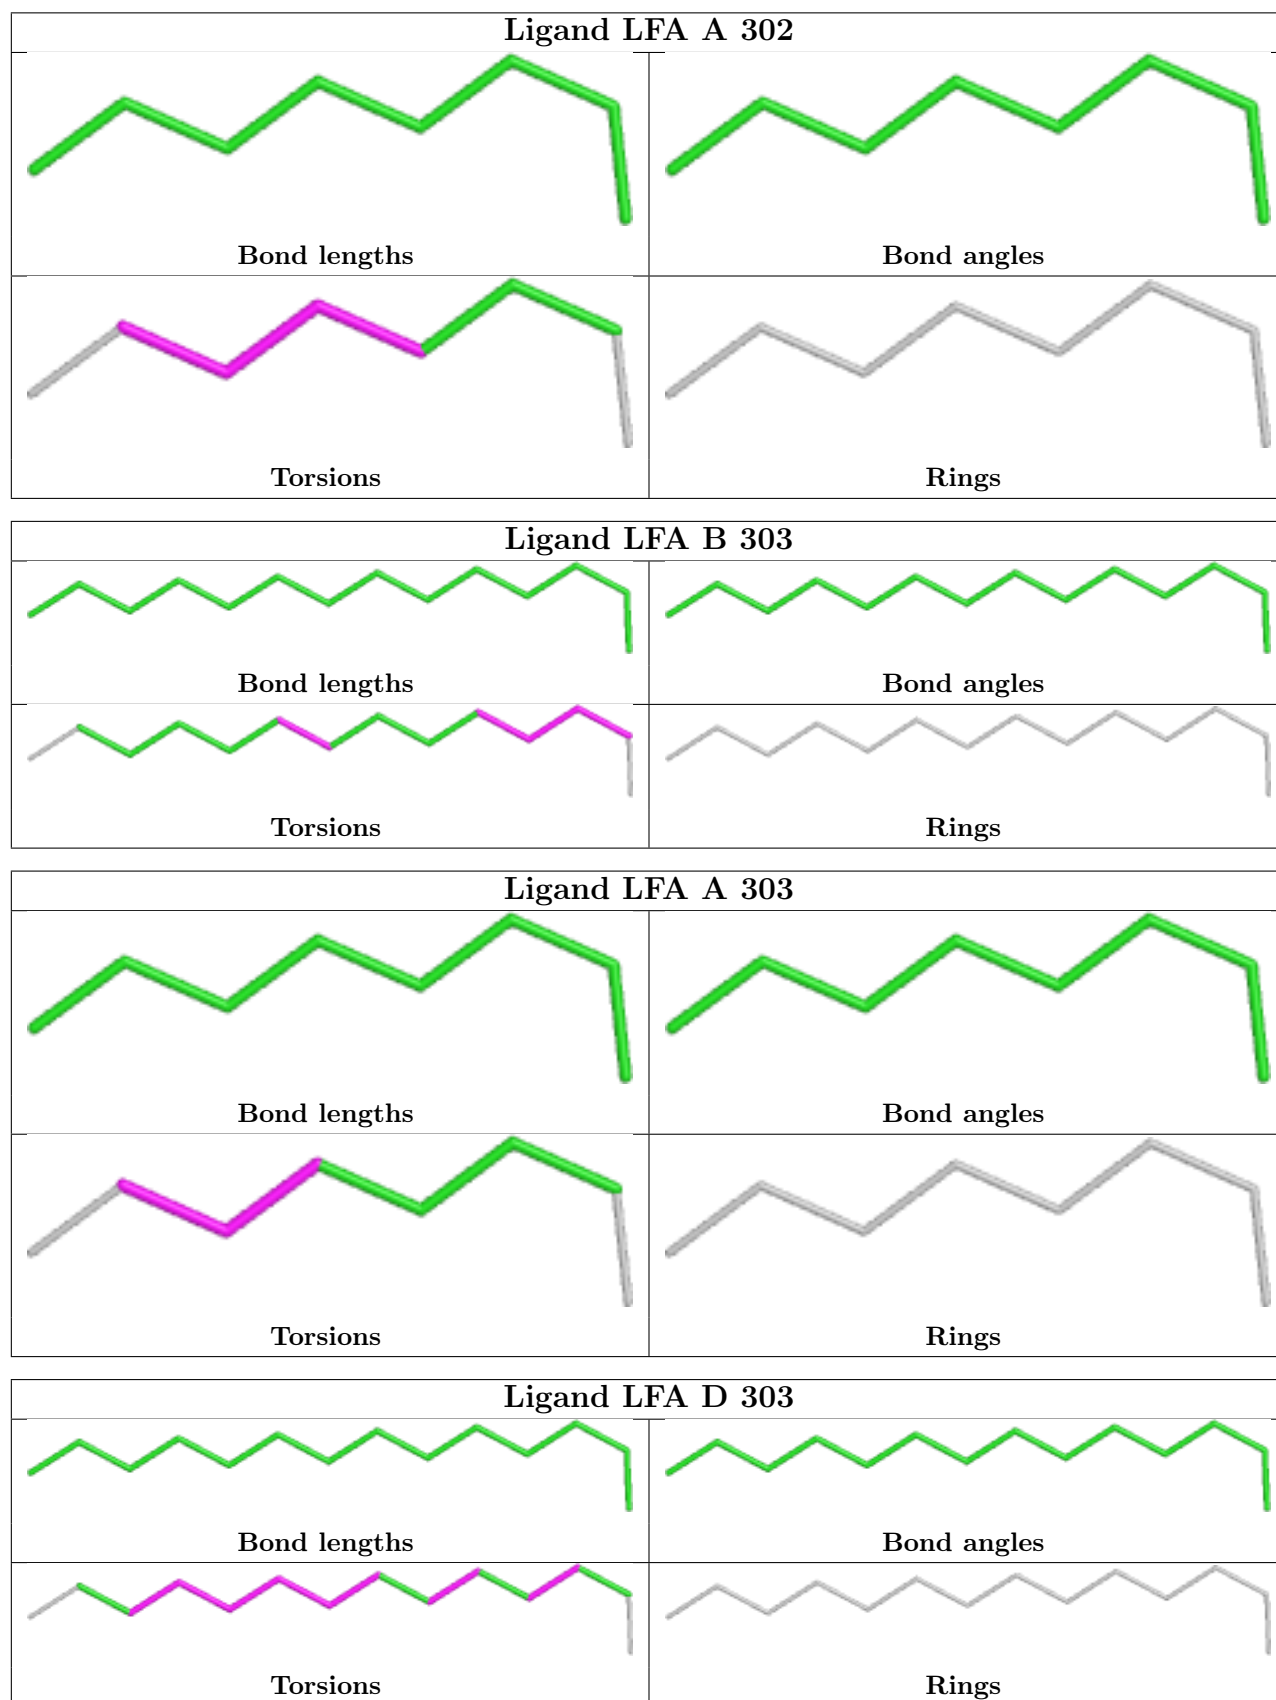 Ligand LFA A 302
Bond lengths
Bond angles
Torsions
Rings
Ligand LFA B 303
Bond lengths
Bond angles
Torsions
Rings
Ligand LFA A 303
Bond lengths
Bond angles
Torsions
Rings
Ligand LFA D 303
Bond lengths
Bond angles
Torsions
Rings